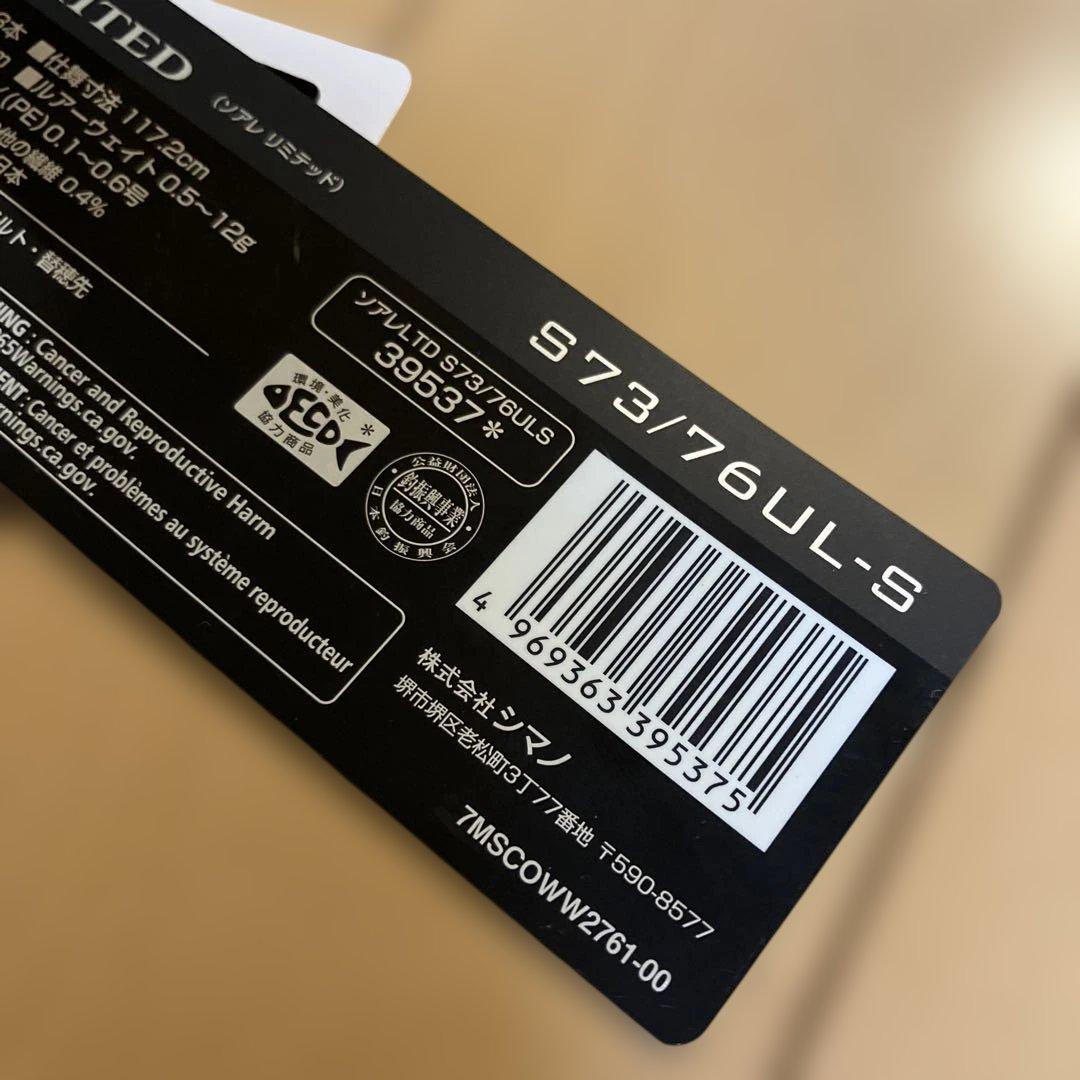 ITED (ソアレ リミテッド)
本 ■仕舞寸法 117.2cm
■ルアーウェイト 0.5～12g
(PE)0.1～0.6号
他の繊維 0.4%
日本
ルト・替穂先
ING : Cancer and Reproductive Harm
65Warnings.ca.gov.
ENT : Cancer et problèmes au système reproducteur
rnings.ca.gov.
ソアレLTD S73/76ULS
39537*
環境・美化
ECO
*
協力商品
公益財団法人
釣振興事業
協力商品
日本釣振興会
S73/76UL-S
4 969363 395375
株式会社 シマノ
堺市堺区老松町3丁77番地 〒590-8577
7MSCOWW2761-00